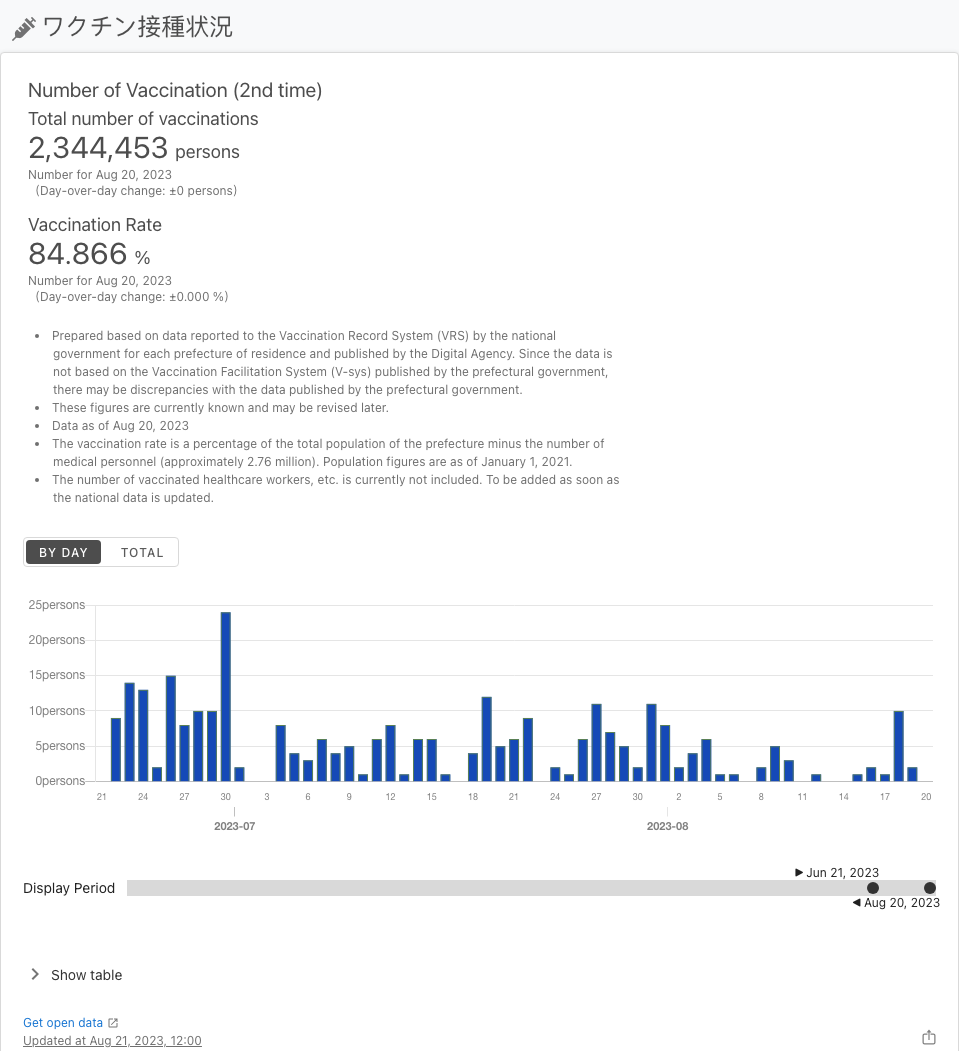 ワクチン接種状況
Number of Vaccination (2nd time)
Total number of vaccinations
2,344,453 persons
Number for Aug 20, 2023
(Day-over-day change: ±0 persons)
Vaccination Rate
84.866 %
Number for Aug 20, 2023
(Day-over-day change: ±0.000 %)
• Prepared based on data reported to the Vaccination Record System (VRS) by the national
government for each prefecture of residence and published by the Digital Agency. Since the data is
not based on the Vaccination Facilitation System (V-sys) published by the prefectural government,
there may be discrepancies with the data published by the prefectural government.
• These figures are currently known and may be revised later.
• Data as of Aug 20, 2023
• The vaccination rate is a percentage of the total population of the prefecture minus the number of
medical personnel (approximately 2.76 million). Population figures are as of January 1, 2021.
• The number of vaccinated healthcare workers, etc. is currently not included. To be added as soon as
the national data is updated.
BY DAY TOTAL
25persons
20persons
15persons
10persons
5persons
0persons
21 24 27 30 3 6 9 12 15 18 21 24 27 30 2 5 8 11 14 17 20
2023-07 2023-08
Jun 21, 2023
Display Period
Aug 20, 2023
Show table
Get open data
Updated at Aug 21, 2023, 12:00